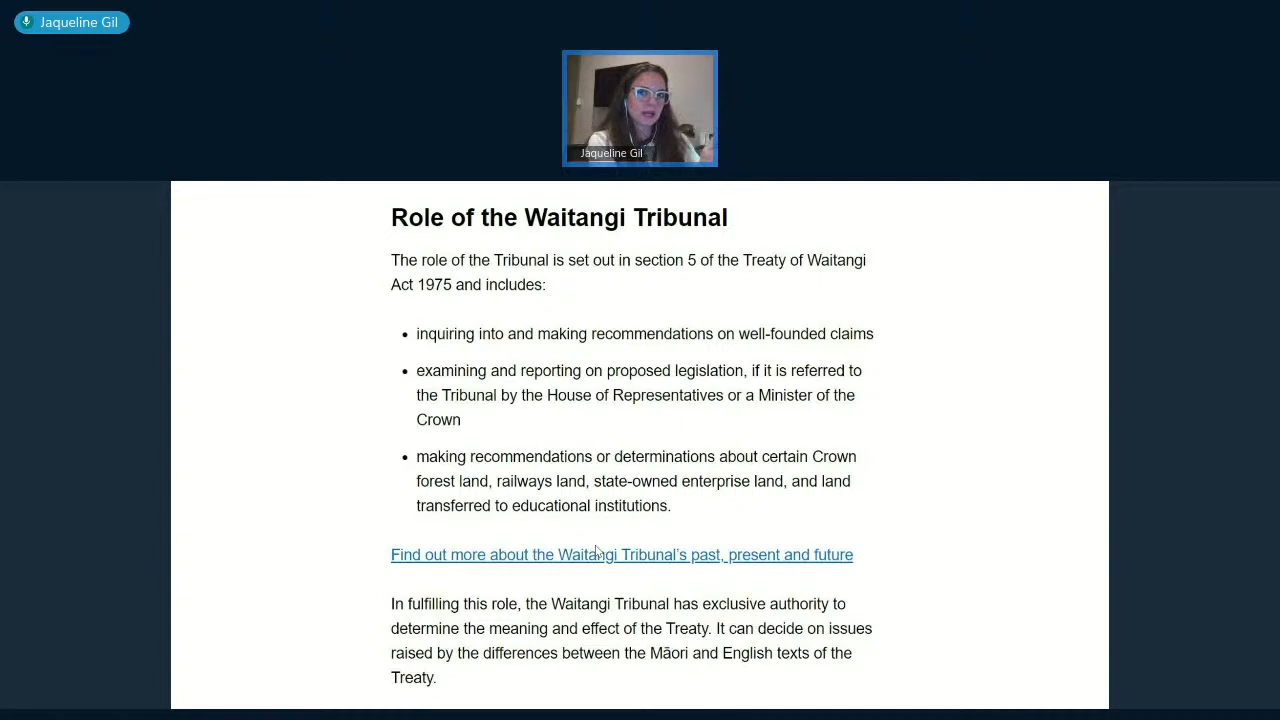 Jaqueline Gil
Jaqueline Gil
Role of the Waitangi Tribunal
The role of the Tribunal is set out in section 5 of the Treaty of Waitangi
Act 1975 and includes:
• inquiring into and making recommendations on well-founded claims
• examining and reporting on proposed legislation, if it is referred to
the Tribunal by the House of Representatives or a Minister of the
Crown
• making recommendations or determinations about certain Crown
forest land, railways land, state-owned enterprise land, and land
transferred to educational institutions.
Find out more about the Waitangi Tribunal’s past, present and future
In fulfilling this role, the Waitangi Tribunal has exclusive authority to
determine the meaning and effect of the Treaty. It can decide on issues
raised by the differences between the Māori and English texts of the
Treaty.